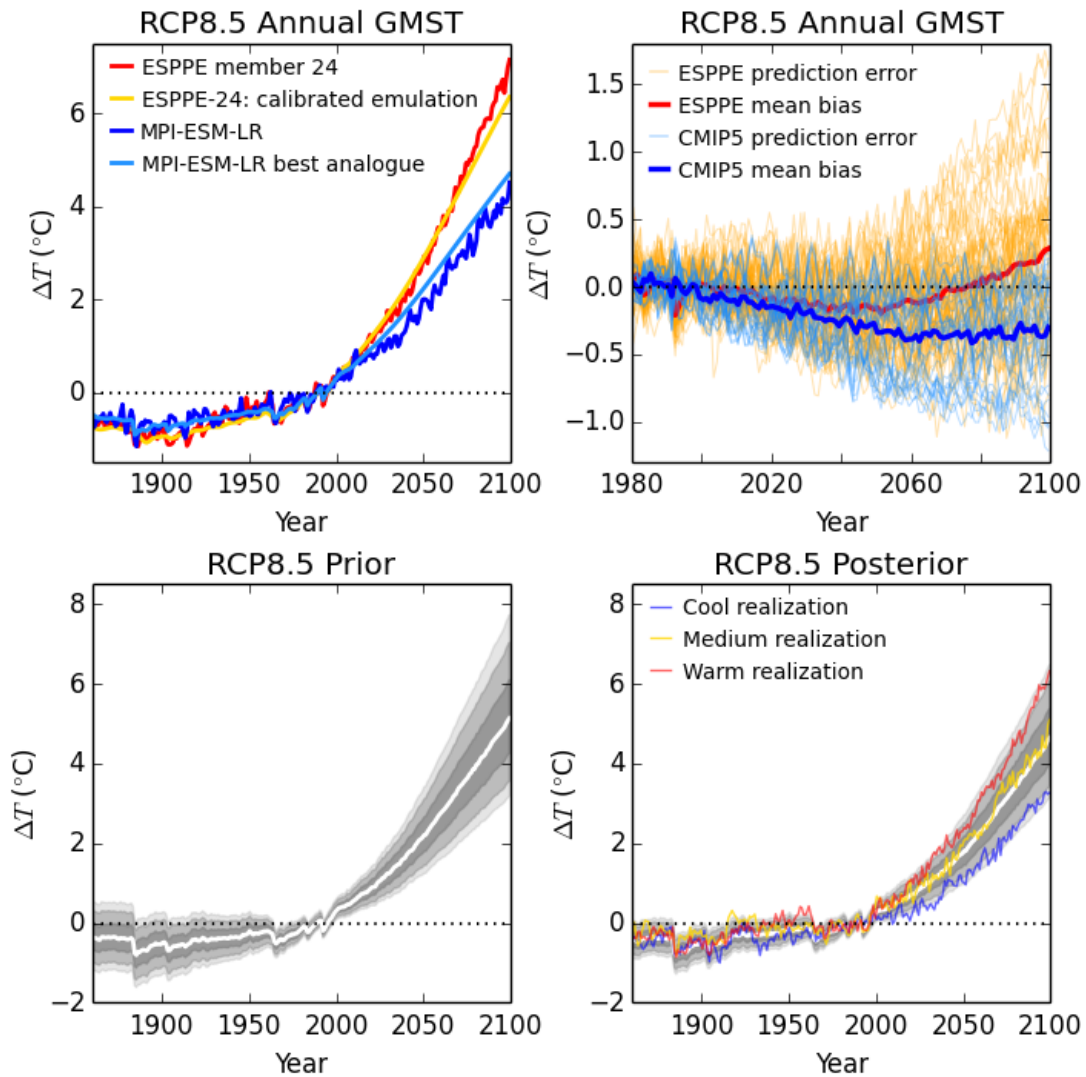 RCP8.5 Annual GMST
ESPPE member 24
ESPPE-24: calibrated emulation
MPI-ESM-LR
MPI-ESM-LR best analogue
6
4
2
0
ΔT (°C)
1900 1950 2000 2050 2100
Year
RCP8.5 Annual GMST
ESPPE prediction error
ESPPE mean bias
CMIP5 prediction error
CMIP5 mean bias
1.5
1.0
0.5
0.0
−0.5
−1.0
ΔT (°C)
1980 2020 2060 2100
Year
RCP8.5 Prior
8
6
4
2
0
−2
ΔT (°C)
1900 1950 2000 2050 2100
Year
RCP8.5 Posterior
Cool realization
Medium realization
Warm realization
8
6
4
2
0
−2
ΔT (°C)
1900 1950 2000 2050 2100
Year